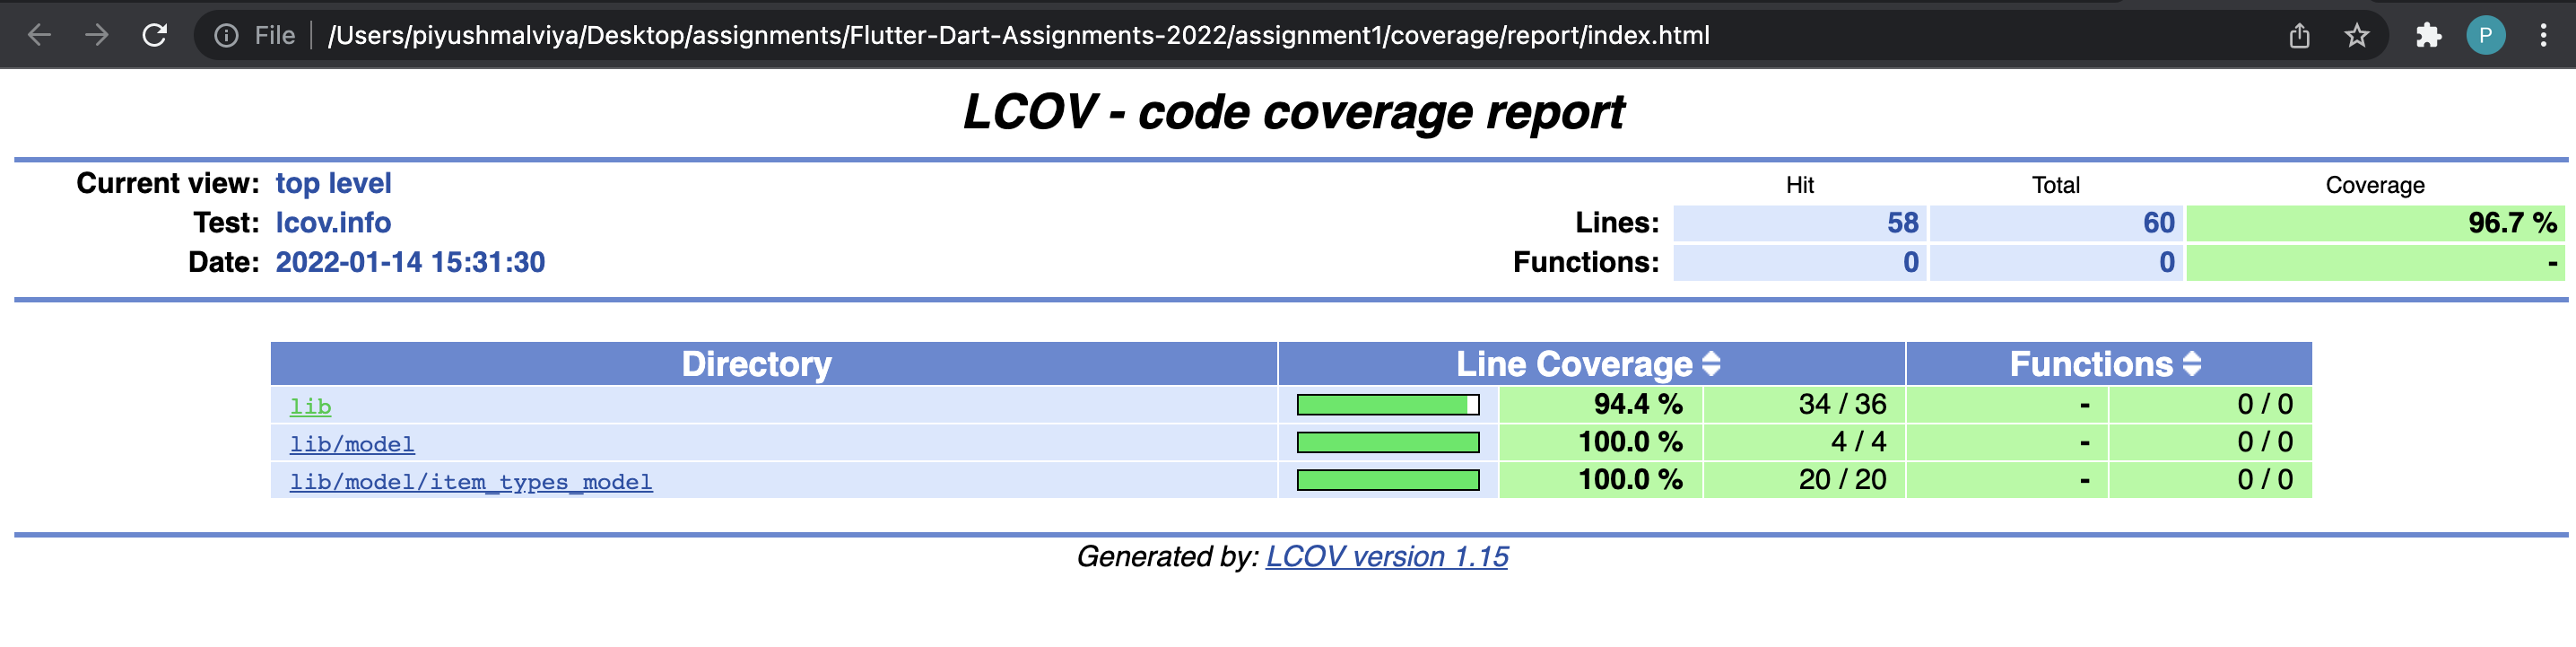 File | /Users/piyushmalviya/Desktop/assignments/Flutter-Dart-Assignments-2022/assignment1/coverage/report/index.html P
LCOV - code coverage report
Current view: top level Hit Total Coverage
Test: lcov.info Lines: 58 60 96.7 %
Date: 2022-01-14 15:31:30 Functions: 0 0 -
Directory Line Coverage Functions
lib 94.4 % 34 / 36 - 0 / 0
lib/model 100.0 % 4 / 4 - 0 / 0
lib/model/item_types_model 100.0 % 20 / 20 - 0 / 0
Generated by: LCOV version 1.15